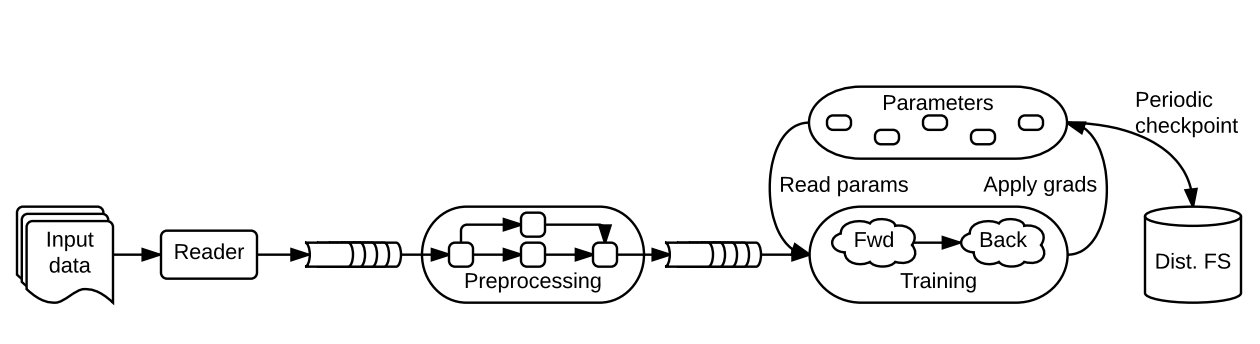 Input
data
Reader
Preprocessing
Parameters
Read params
Apply grads
Fwd
Back
Training
Periodic
checkpoint
Dist. FS